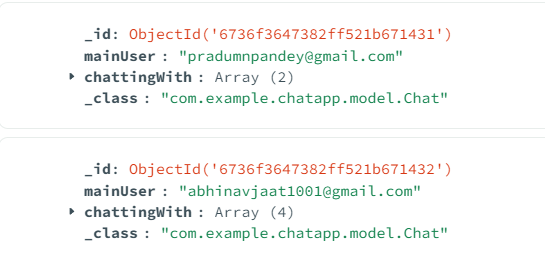 _id: ObjectId('6736f3647382ff521b671431')
mainUser : "pradumnpandey@gmail.com"
chattingWith : Array (2)
_class : "com.example.chatapp.model.Chat"
_id: ObjectId('6736f3647382ff521b671432')
mainUser : "abhinavjaat1001@gmail.com"
chattingWith : Array (4)
_class : "com.example.chatapp.model.Chat"